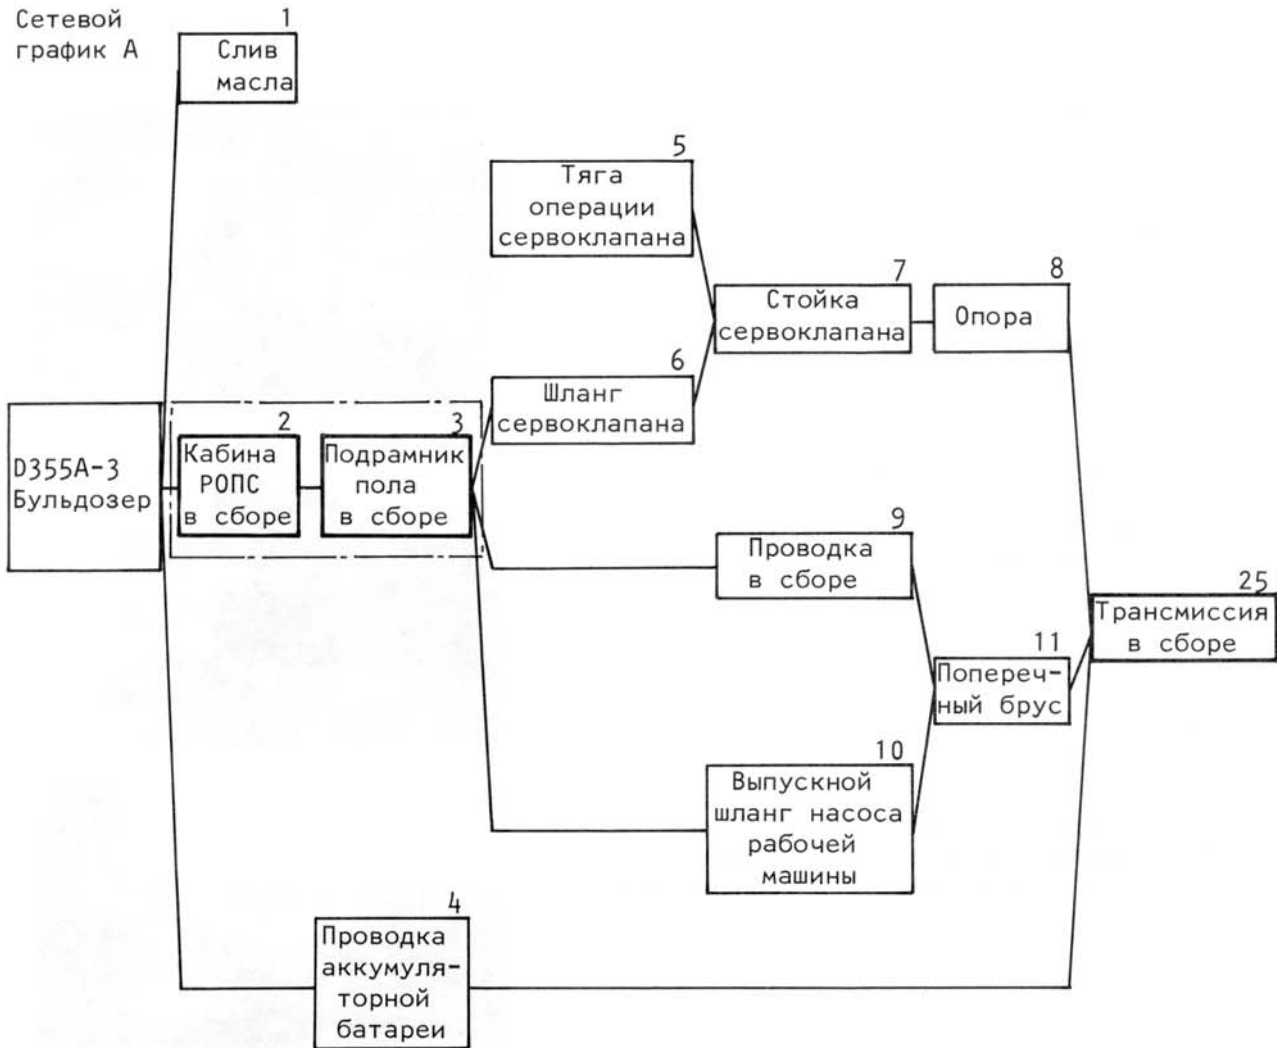 Сетевой
график А
1
Слив
масла
5
Тяга
операции
сервоклапана
7
Стойка
сервоклапана
8
Опора
6
Шланг
сервоклапана
D355A-3
Бульдозер
2
Кабина
РОПС
в сборе
3
Подрамник
пола
в сборе
9
Проводка
в сборе
25
Трансмиссия
в сборе
11
Попереч-
ный брус
10
Выпускной
шланг насоса
рабочей
машины
4
Проводка
аккумуля-
торной
батареи